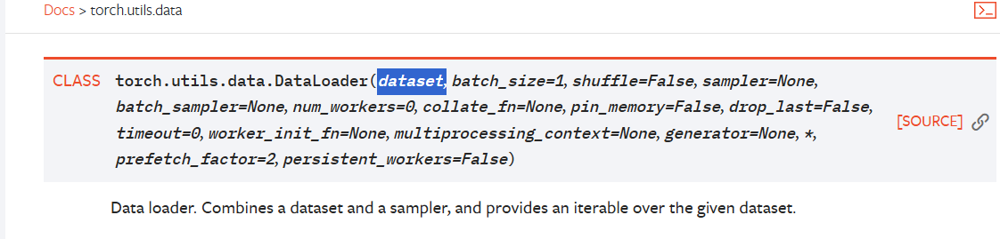 Docs > torch.utils.data
CLASS torch.utils.data.DataLoader(dataset, batch_size=1, shuffle=False, sampler=None,
batch_sampler=None, num_workers=0, collate_fn=None, pin_memory=False, drop_last=False,
[SOURCE]
timeout=0, worker_init_fn=None, multiprocessing_context=None, generator=None, *,
prefetch_factor=2, persistent_workers=False)
Data loader. Combines a dataset and a sampler, and provides an iterable over the given dataset.